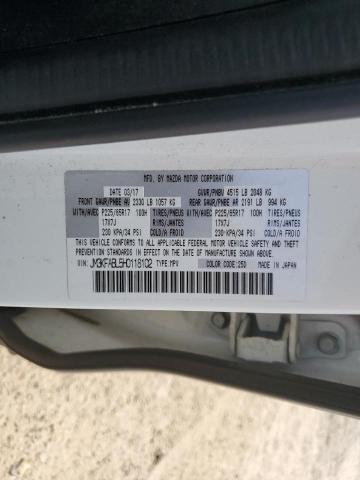 MFD. BY MAZDA MOTOR CORPORATION
DATE 03/17 GVWR/PNBV 4515 LB 2048 KG
FRONT GAWR/PNBE AV 2330 LB 1057 KG REAR GAWR/PNBE AR 2191 LB 994 KG
WITH/AVEC P225/65R17 100H TIRES/PNEUS WITH/AVEC P225/65R17 100H TIRES/PNEUS
17X7J RIMS/JANTES 17X7J RIMS/JANTES
230 KPA/34 PSI COLD/A FROID 230 KPA/34 PSI COLD/A FROID
THIS VEHICLE CONFORMS TO ALL APPLICABLE FEDERAL MOTOR VEHICLE SAFETY, BUMPER, AND
THEFT PREVENTION STANDARDS IN EFFECT ON THE DATE OF MANUFACTURE SHOWN ABOVE.
VIN: JM3KFABL5H0118102 TYPE:MPV COLOR CODE:25D MADE IN JAPAN